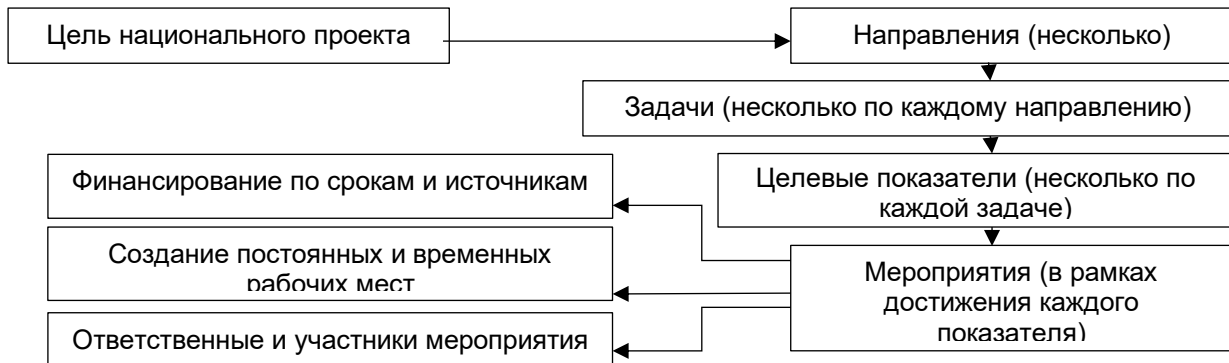 Цель национального проекта
Направления (несколько)
Задачи (несколько по каждому направлению)
Целевые показатели (несколько по
каждой задаче)
Мероприятия (в рамках
достижения каждого
показателя)
Финансирование по срокам и источникам
Создание постоянных и временных
рабочих мест
Ответственные и участники мероприятия